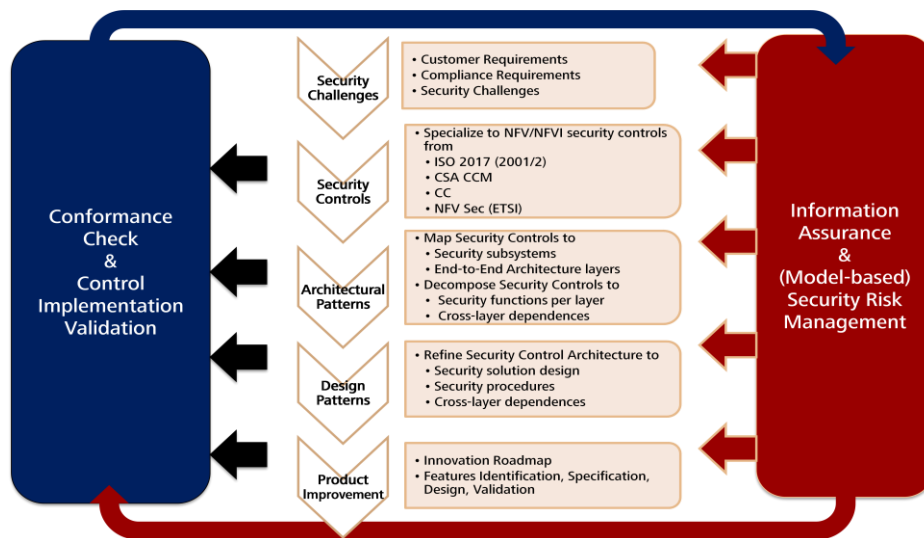 Conformance
Check
&
Control
Implementation
Validation
Security
Challenges
• Customer Requirements
• Compliance Requirements
• Security Challenges
Security
Controls
• Specialize to NFV/NFVI security controls
from
• ISO 2017 (2001/2)
• CSA CCM
• CC
• NFV Sec (ETSI)
Architectural
Patterns
• Map Security Controls to
• Security subsystems
• End-to-End Architecture layers
• Decompose Security Controls to
• Security functions per layer
• Cross-layer dependences
Design
Patterns
• Refine Security Control Architecture to
• Security solution design
• Security procedures
• Cross-layer dependences
Product
Improvement
• Innovation Roadmap
• Features Identification, Specification,
Design, Validation
Information
Assurance
&
(Model-based)
Security Risk
Management